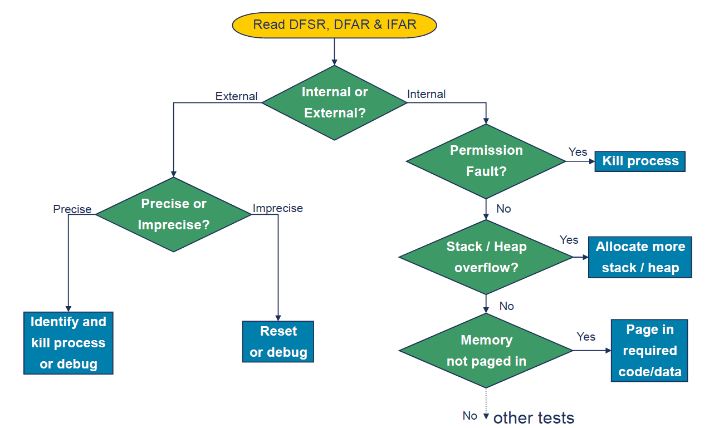 Read DFSR, DFAR & IFAR
Internal or
External?
External
Internal
Permission
Fault?
Yes
Kill process
Precise or
Imprecise?
Precise
Imprecise
No
Stack / Heap
overflow?
Yes
Allocate more
stack / heap
No
Identify and
kill process
or debug
Reset
or debug
Memory
not paged in
Yes
Page in
required
code/data
No
other tests